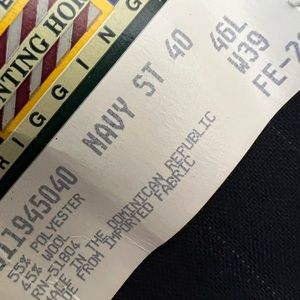 NTING HO
RIGGIN
NAVY ST 40
46L
W39
FE-2
11945040
55% POLYESTER
45% WOOL
RN-51804
MADE IN THE DOMINICAN REPUBLIC
MADE FROM IMPORTED FABRIC